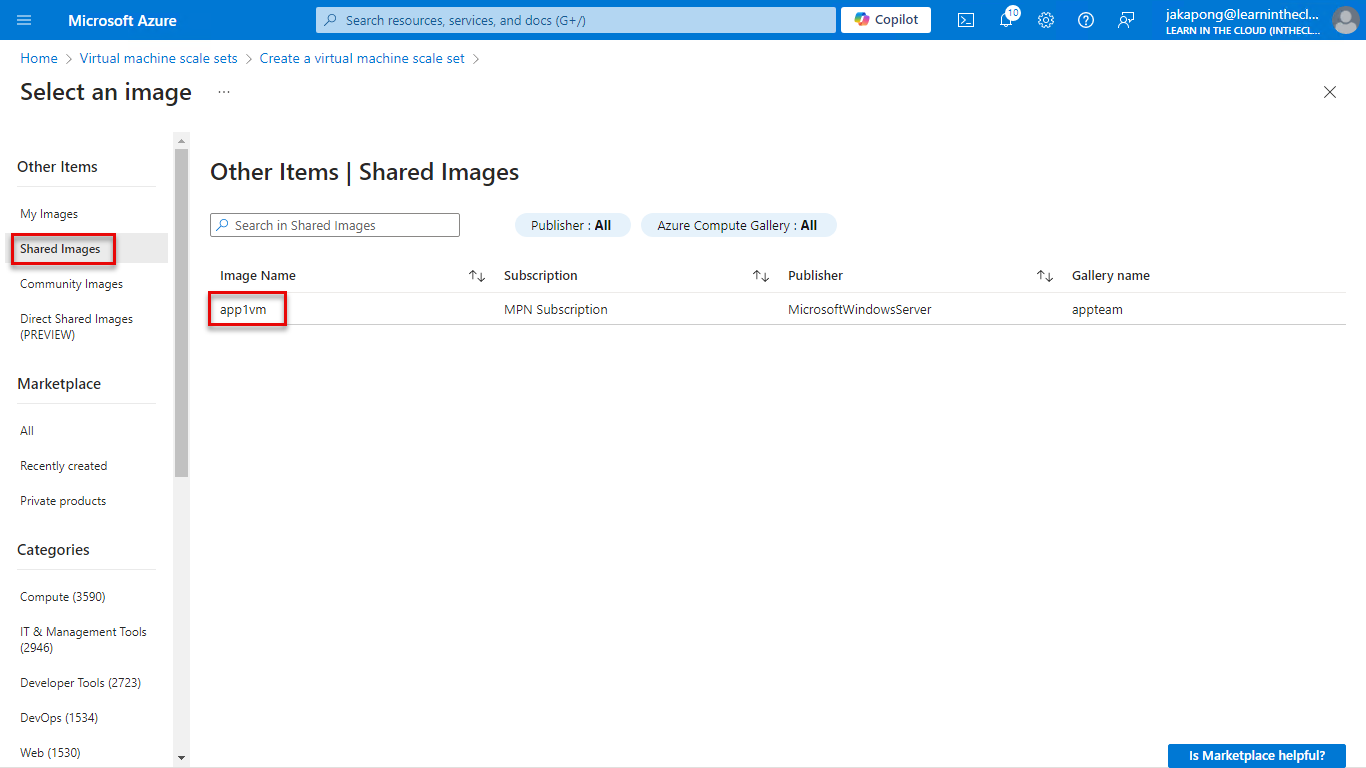 Microsoft Azure
Search resources, services, and docs (G+/)
Copilot
10
jakapong@learninthecl...
LEARN IN THE CLOUD (INTHECL...
Home > Virtual machine scale sets > Create a virtual machine scale set >
Select an image ...
Other Items
My Images
Shared Images
Community Images
Direct Shared Images
(PREVIEW)
Marketplace
All
Recently created
Private products
Categories
Compute (3590)
IT & Management Tools
(2946)
Developer Tools (2723)
DevOps (1534)
Web (1530)
Other Items | Shared Images
Search in Shared Images
Publisher : All
Azure Compute Gallery : All
Image Name Subscription Publisher Gallery name
app1vm MPN Subscription MicrosoftWindowsServer appteam
Is Marketplace helpful?